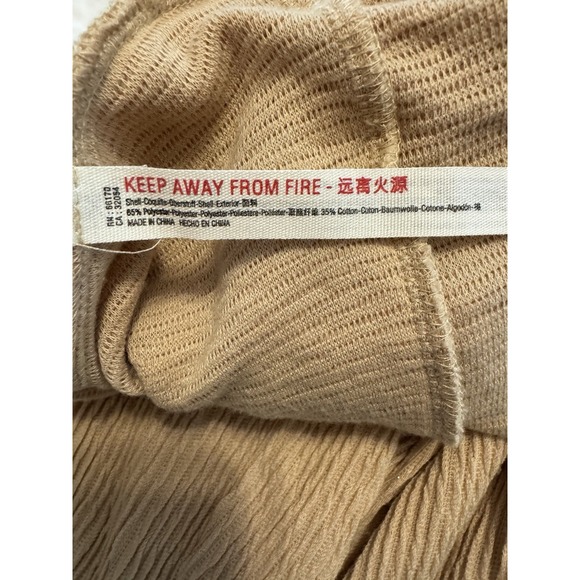 KEEP AWAY FROM FIRE - 远离火源
Shell-Coquille-Oberstoff-Shell-Exterior-面料
65% Polyester-Polyester-Polyester-Poliestere-Poliéster-聚酯纤维 35% Cotton-Coton-Baumwolle-Cotone-Algodón-棉
MADE IN CHINA HECHO EN CHINA
RN: 66170
CA: 32054